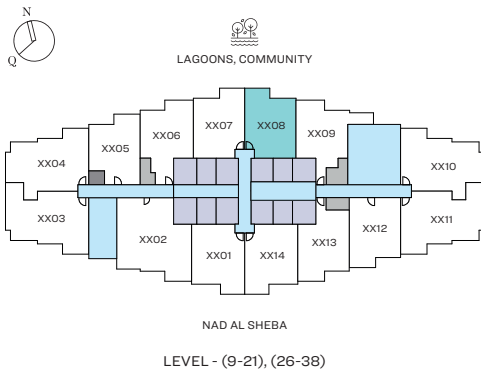 N
Q
LAGOONS, COMMUNITY
XX07 XX08
XX06 XX09
XX05
XX04 XX10
XX03 XX11
XX02 XX13 XX12
XX01 XX14
NAD AL SHEBA
LEVEL - (9-21), (26-38)